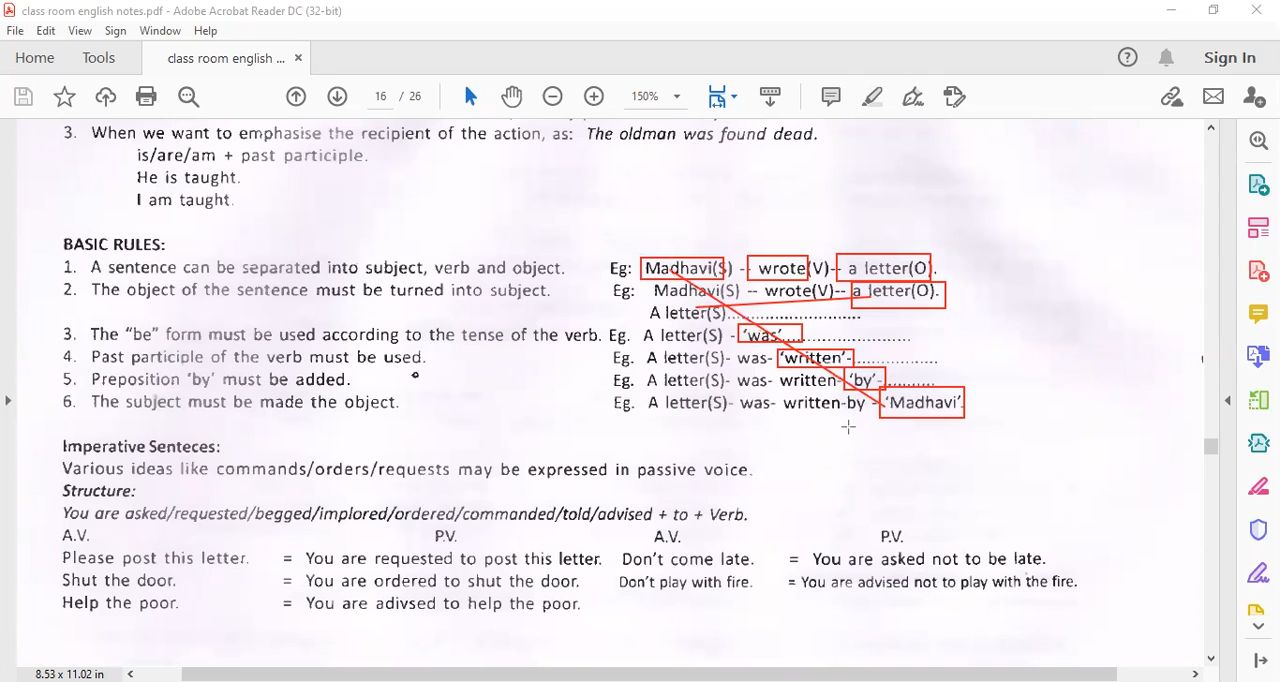 class room english notes.pdf - Adobe Acrobat Reader DC (32-bit)
File Edit View Sign Window Help
Home Tools class room english ... × Sign In
16 / 26 150%
3. When we want to emphasise the recipient of the action, as: The oldman was found dead.
is/are/am + past participle.
He is taught.
I am taught.
BASIC RULES:
1. A sentence can be separated into subject, verb and object. Eg: Madhavi(S) -- wrote(V)-- a letter(O).
2. The object of the sentence must be turned into subject. Eg: Madhavi(S) -- wrote(V)-- a letter(O).
A letter(S)..........................
3. The "be" form must be used according to the tense of the verb. Eg. A letter(S) - 'was'..........................
4. Past participle of the verb must be used. Eg. A letter(S)- was- 'written'-................
5. Preposition 'by' must be added. Eg. A letter(S)- was- written- 'by'-..........
6. The subject must be made the object. Eg. A letter(S)- was- written-by - 'Madhavi'.
Imperative Senteces:
Various ideas like commands/orders/requests may be expressed in passive voice.
Structure:
You are asked/requested/begged/implored/ordered/commanded/told/advised + to + Verb.
A.V. P.V. A.V. P.V.
Please post this letter. = You are requested to post this letter. Don't come late. = You are asked not to be late.
Shut the door. = You are ordered to shut the door. Don't play with fire. = You are advised not to play with the fire.
Help the poor. = You are adivsed to help the poor.
8.53 x 11.02 in